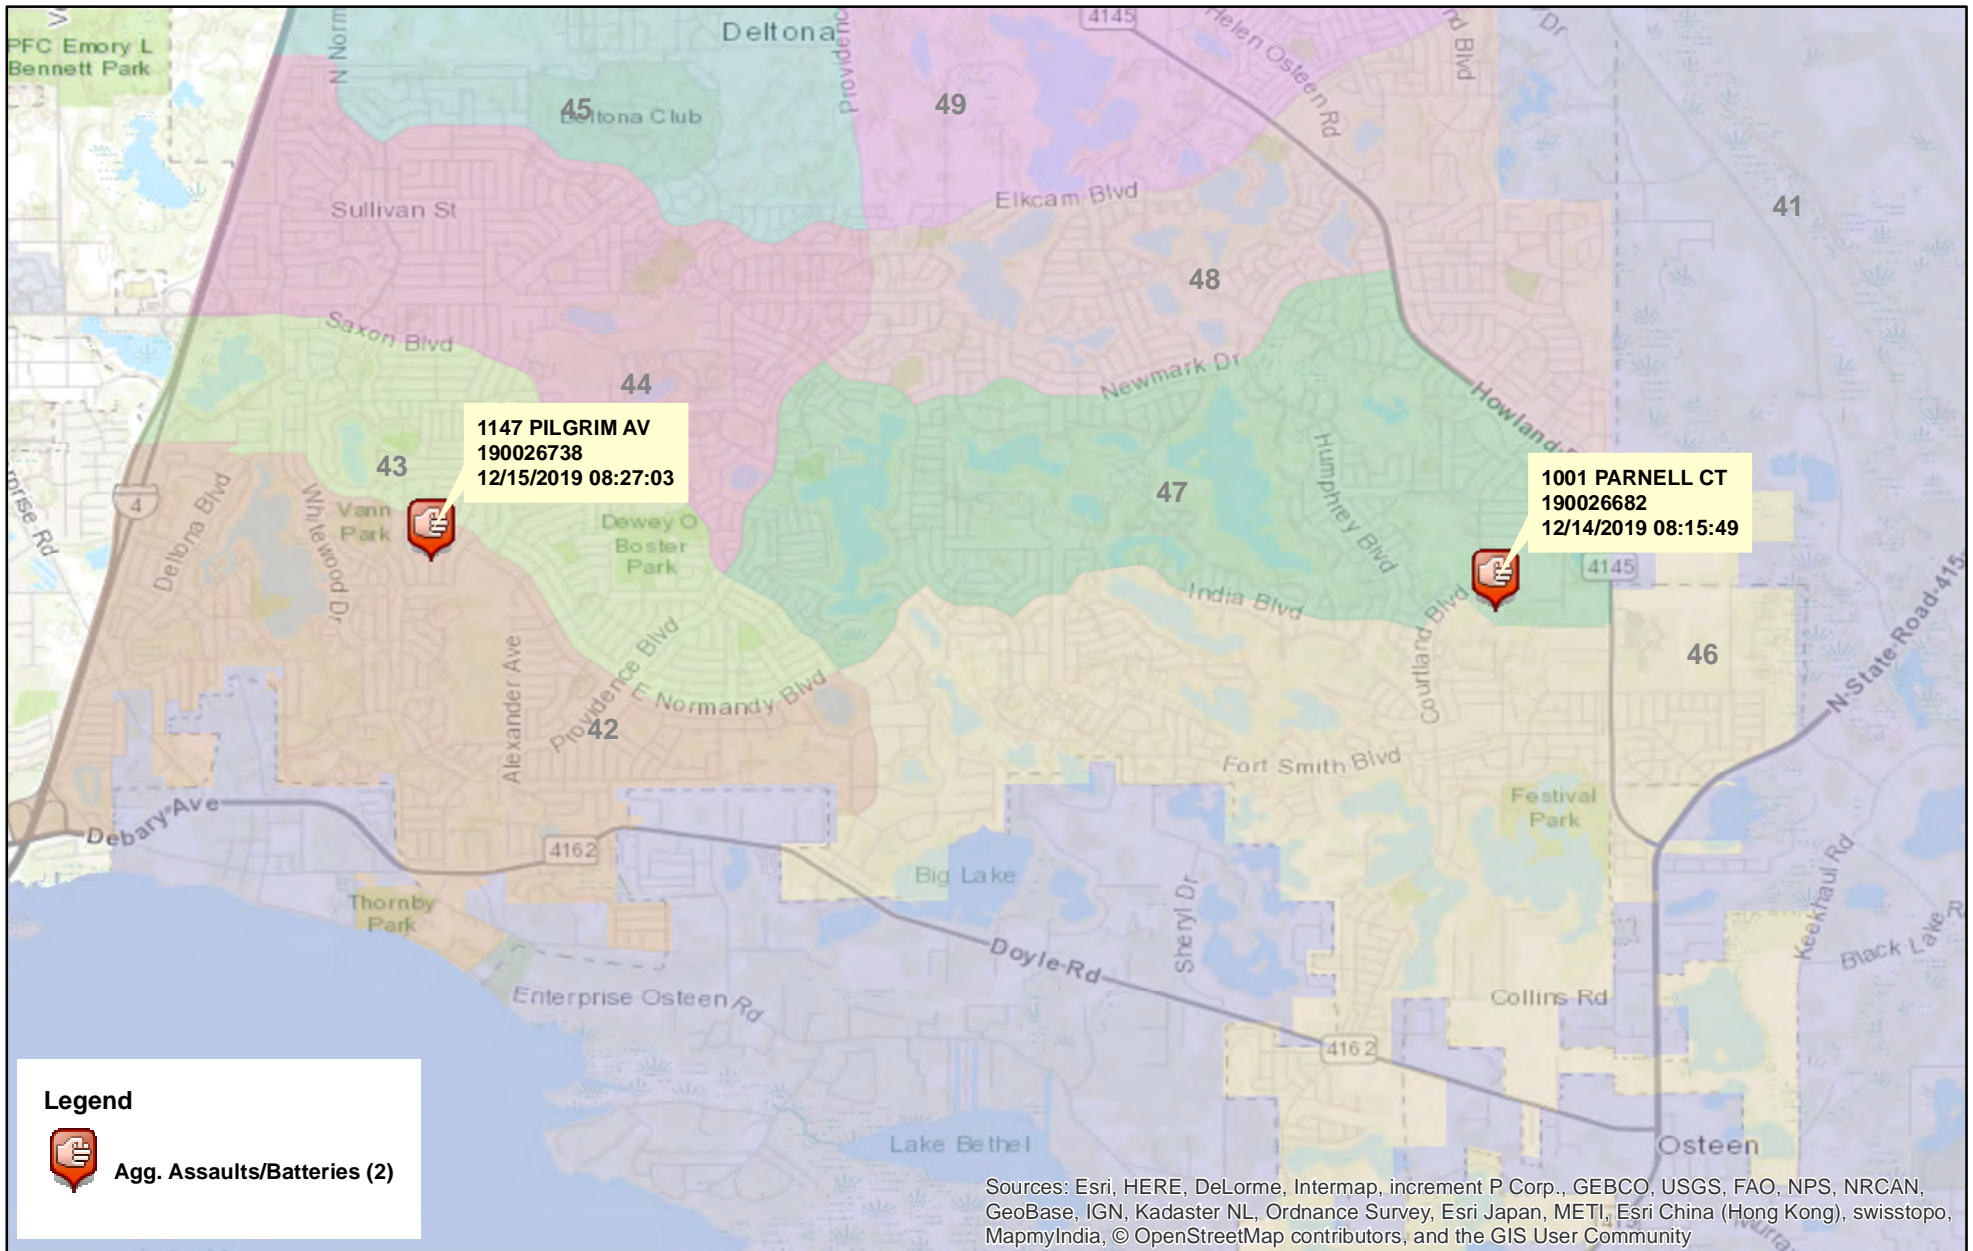 PFC Emory L
Bennett Park
N Norm
Deltona
Providenc
4145
Helen Osteen Rd
nd Blvd
Dr
45
Deltona Club
49
Sullivan St
Elkcam Blvd
41
48
Saxon Blvd
44
Newmark Dr
Howland
1147 PILGRIM AV
190026738
12/15/2019 08:27:03
43
47
Humphrey Blvd
1001 PARNELL CT
190026682
12/14/2019 08:15:49
4
Deltona Blvd
Whitewood Dr
Vann
Park
Dewey O
Boster
Park
rprise Rd
4145
India Blvd
Courtland Blvd
46
N-State-Road-415
Alexander Ave
Providence Blvd
E Normandy Blvd
42
Fort Smith Blvd
Festival
Park
Debary Ave
4162
Big Lake
Thornby
Park
Sheryl Dr
Keekhaul Rd
Black Lake R
Doyle-Rd
Enterprise Osteen Rd
Collins Rd
4162
Legend
Agg. Assaults/Batteries (2)
Lake Bethel
Osteen
Sources: Esri, HERE, DeLorme, Intermap, increment P Corp., GEBCO, USGS, FAO, NPS, NRCAN,
GeoBase, IGN, Kadaster NL, Ordnance Survey, Esri Japan, METI, Esri China (Hong Kong), swisstopo,
MapmyIndia, © OpenStreetMap contributors, and the GIS User Community